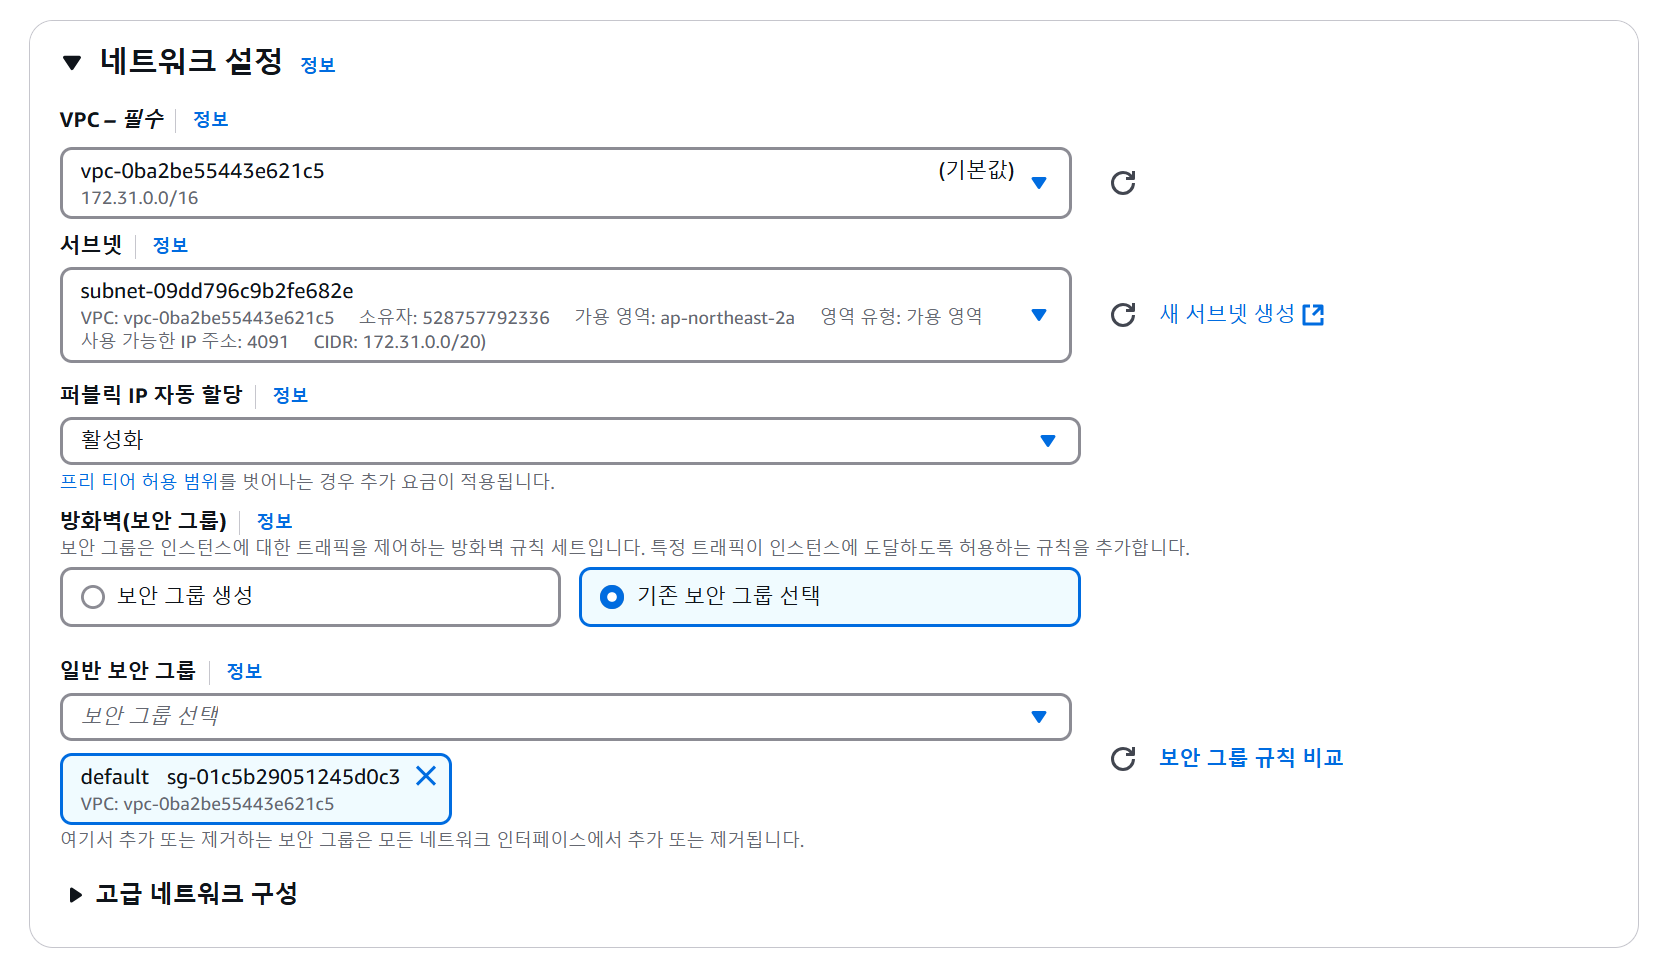 네트워크 설정 정보
VPC – 필수 정보
vpc-0ba2be55443e621c5 (기본값)
172.31.0.0/16
서브넷 정보
subnet-09dd796c9b2fe682e
VPC: vpc-0ba2be55443e621c5 소유자: 528757792336 가용 영역: ap-northeast-2a 영역 유형: 가용 영역
사용 가능한 IP 주소: 4091 CIDR: 172.31.0.0/20)
새 서브넷 생성
퍼블릭 IP 자동 할당 정보
활성화
프리 티어 허용 범위를 벗어나는 경우 추가 요금이 적용됩니다.
방화벽(보안 그룹) 정보
보안 그룹은 인스턴스에 대한 트래픽을 제어하는 방화벽 규칙 세트입니다. 특정 트래픽이 인스턴스에 도달하도록 허용하는 규칙을 추가합니다.
보안 그룹 생성 기존 보안 그룹 선택
일반 보안 그룹 정보
보안 그룹 선택
보안 그룹 규칙 비교
default sg-01c5b29051245d0c3
VPC: vpc-0ba2be55443e621c5
여기서 추가 또는 제거하는 보안 그룹은 모든 네트워크 인터페이스에서 추가 또는 제거됩니다.
고급 네트워크 구성